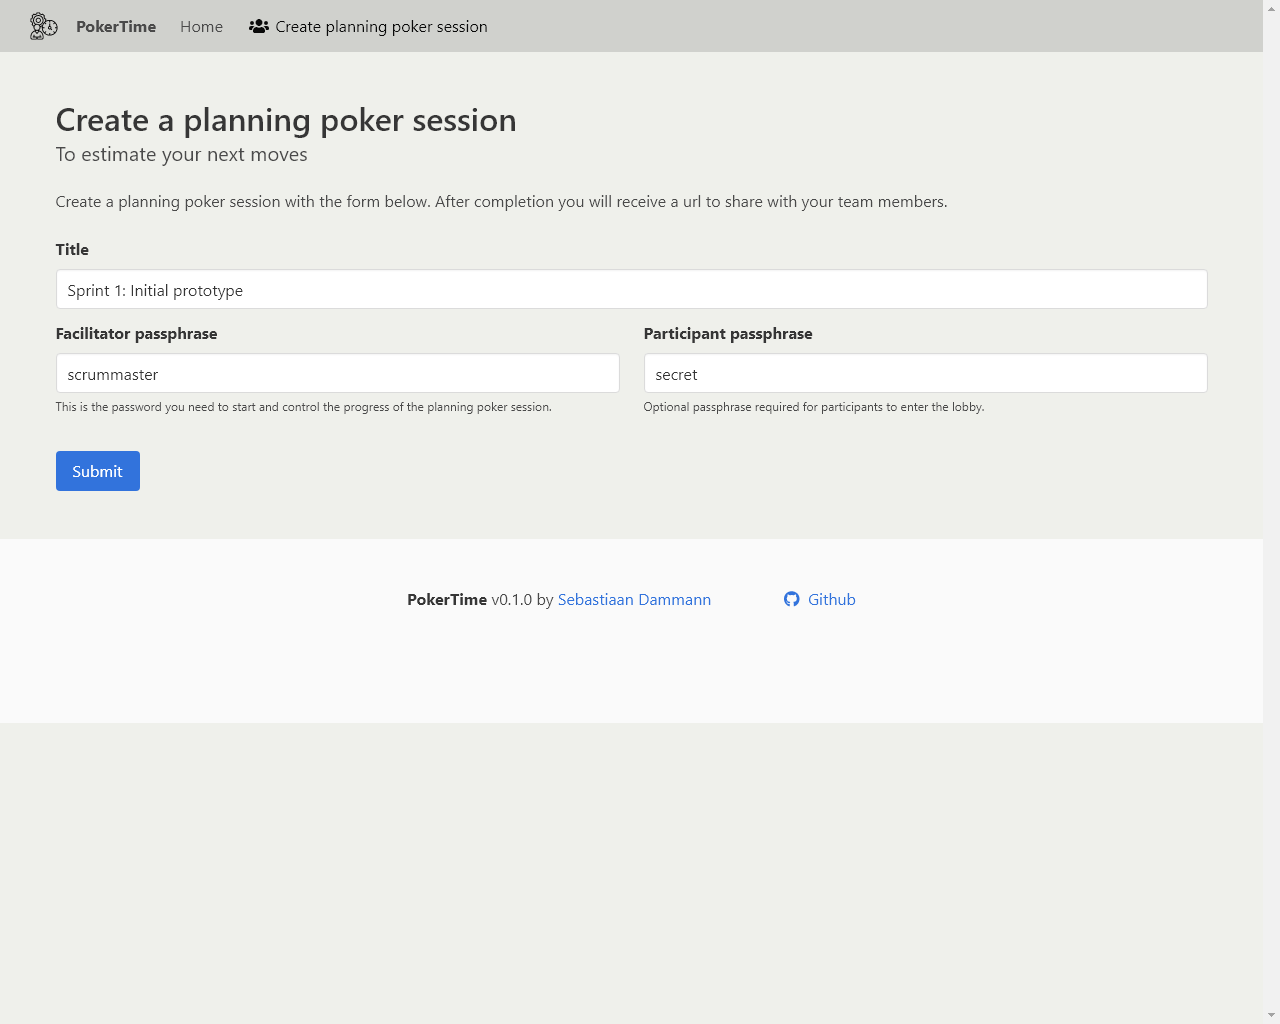 PokerTime Home Create planning poker session
Create a planning poker session
To estimate your next moves
Create a planning poker session with the form below. After completion you will receive a url to share with your team members.
Title
Sprint 1: Initial prototype
Facilitator passphrase
scrummaster
This is the password you need to start and control the progress of the planning poker session.
Participant passphrase
secret
Optional passphrase required for participants to enter the lobby.
Submit
PokerTime v0.1.0 by Sebastiaan Dammann Github